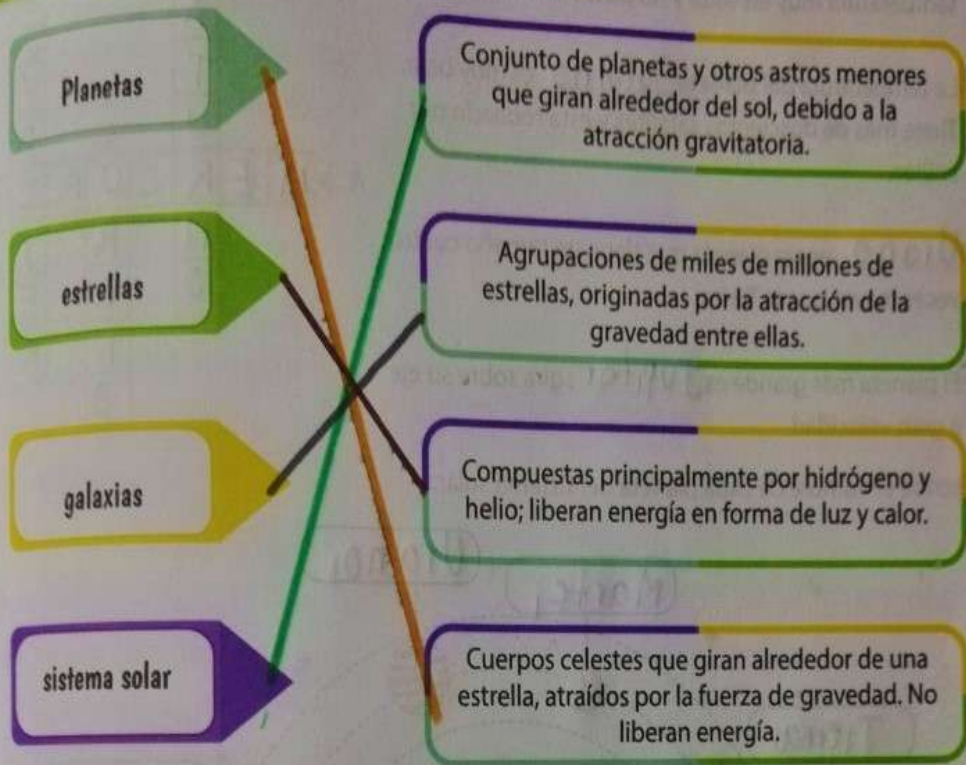 Planetas
Conjunto de planetas y otros astros menores
que giran alrededor del sol, debido a la
atracción gravitatoria.
estrellas
Agrupaciones de miles de millones de
estrellas, originadas por la atracción de la
gravedad entre ellas.
galaxias
Compuestas principalmente por hidrógeno y
helio; liberan energía en forma de luz y calor.
sistema solar
Cuerpos celestes que giran alrededor de una
estrella, atraídos por la fuerza de gravedad. No
liberan energía.